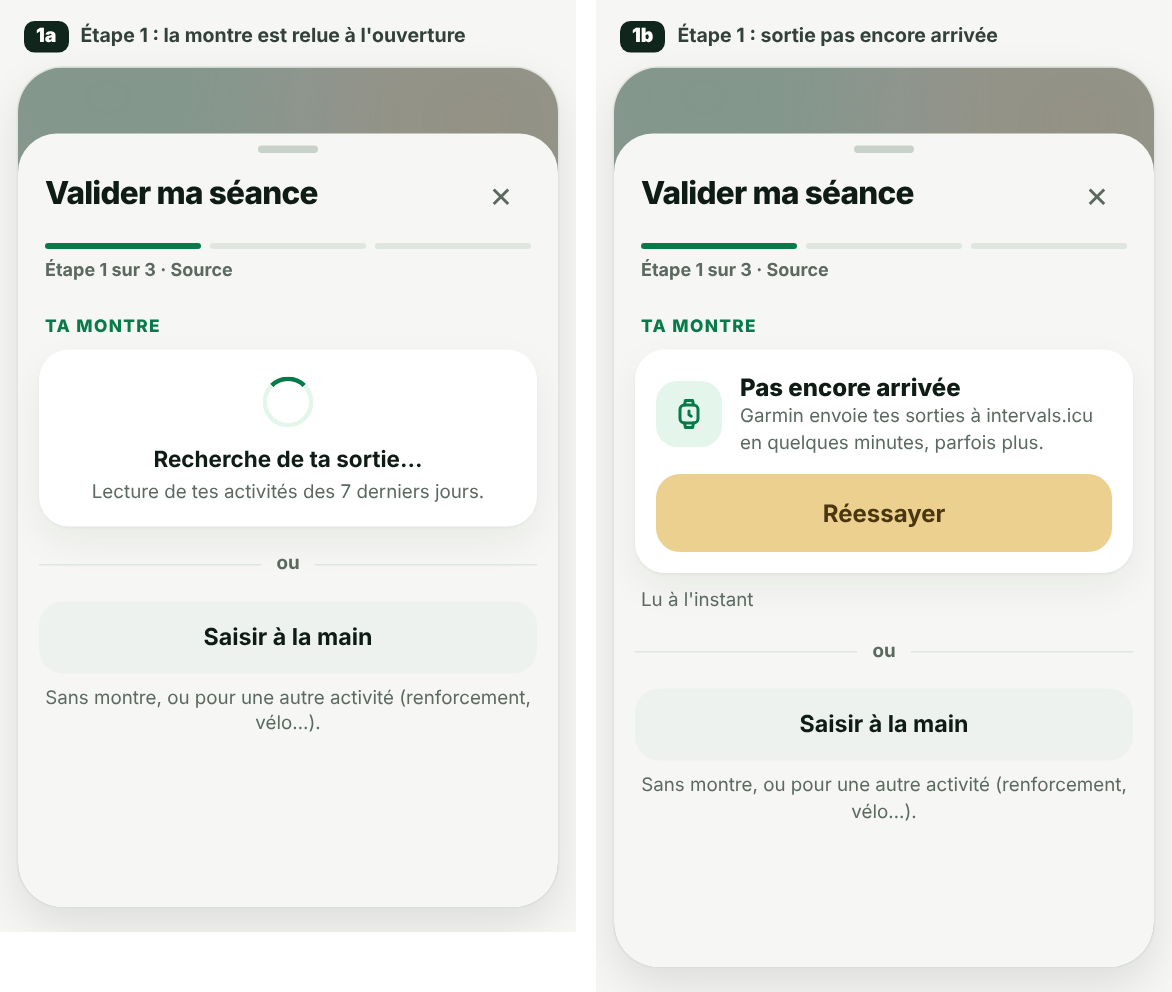 1a Étape 1 : la montre est relue à l'ouverture
Valider ma séance
Étape 1 sur 3 · Source
TA MONTRE
Recherche de ta sortie…
Lecture de tes activités des 7 derniers jours.
ou
Saisir à la main
Sans montre, ou pour une autre activité (renforcement,
vélo…).
1b Étape 1 : sortie pas encore arrivée
Valider ma séance
Étape 1 sur 3 · Source
TA MONTRE
Pas encore arrivée
Garmin envoie tes sorties à intervals.icu
en quelques minutes, parfois plus.
Réessayer
Lu à l'instant
ou
Saisir à la main
Sans montre, ou pour une autre activité (renforcement,
vélo…).